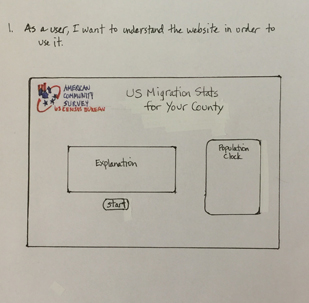 1. As a user, I want to understand the website in order to
use it.
AMERICAN
COMMUNITY
SURVEY
US CENSUS BUREAU
US Migration Stats
for Your County
Explanation
Population
Clock
Start